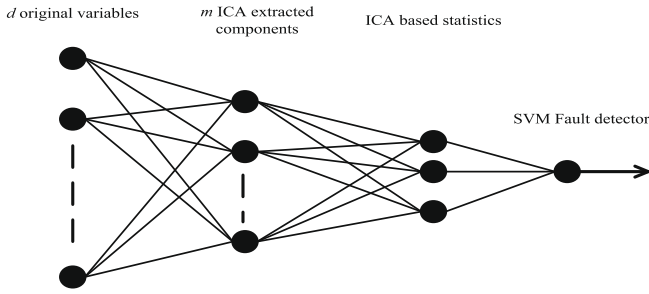 d original variables
m ICA extracted
components
ICA based statistics
SVM Fault detector